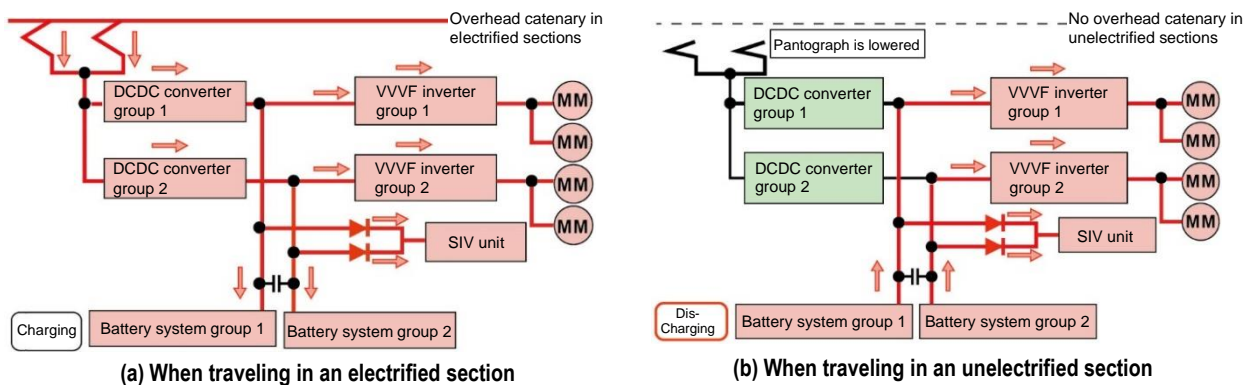 Overhead catenary in
electrified sections
DCDC converter
group 1
VVVF inverter
group 1
MM
MM
DCDC converter
group 2
VVVF inverter
group 2
MM
MM
SIV unit
Charging
Battery system group 1
Battery system group 2
(a) When traveling in an electrified section
No overhead catenary in
unelectrified sections
Pantograph is lowered
DCDC converter
group 1
VVVF inverter
group 1
MM
MM
DCDC converter
group 2
VVVF inverter
group 2
MM
MM
SIV unit
Dis-
Charging
Battery system group 1
Battery system group 2
(b) When traveling in an unelectrified section